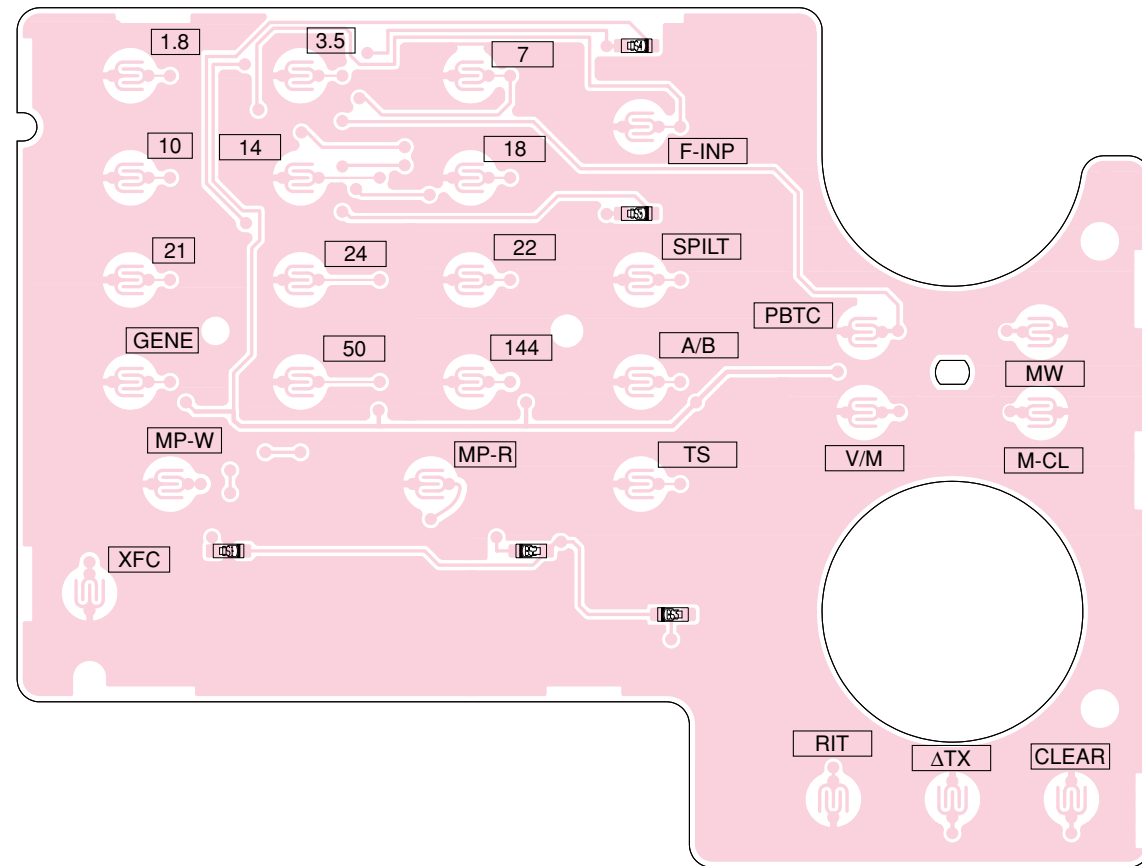 1.8
3.5
7
10
14
18
F-INP
21
24
22
SPILT
GENE
50
144
A/B
PBTC
MW
MP-W
MP-R
TS
V/M
M-CL
XFC
RIT
ΔTX
CLEAR